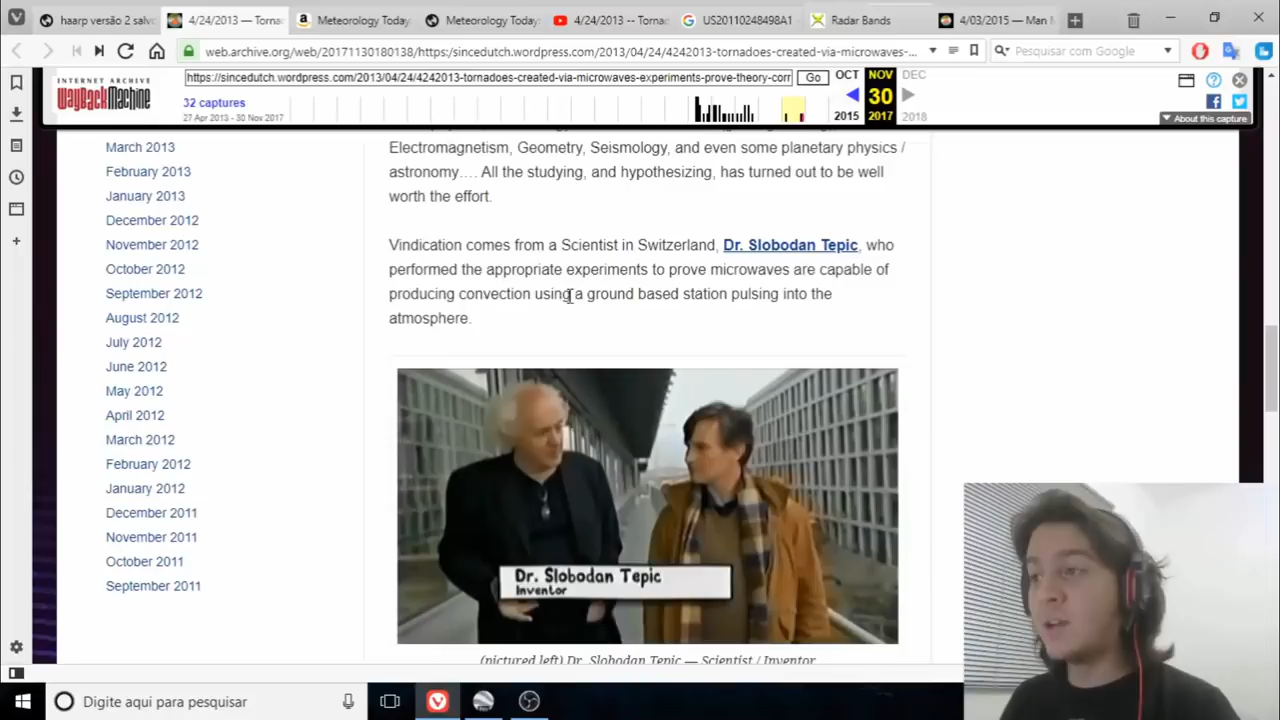 haarp versão 2 salvo
4/24/2013 — Torna
Meteorology Today
Meteorology Today
4/24/2013 -- Torna
US20110248498A1
Radar Bands
4/03/2015 — Man M
web.archive.org/web/20171130180138/https:/sincedutch.wordpress.com/2013/04/24/4242013-tornadoes-created-via-microwaves-...
Pesquisar com Google
INTERNET ARCHIVE
WayBackMachine
https://sincedutch.wordpress.com/2013/04/24/4242013-tornadoes-created-via-microwaves-experiments-prove-theory-corr
Go
OCT
NOV
DEC
32 captures
27 Apr 2013 - 30 Nov 2017
30
2015
2017
2018
About this capture
March 2013
February 2013
January 2013
December 2012
November 2012
October 2012
September 2012
August 2012
July 2012
June 2012
May 2012
April 2012
March 2012
February 2012
January 2012
December 2011
November 2011
October 2011
September 2011
Electromagnetism, Geometry, Seismology, and even some planetary physics /
astronomy…. All the studying, and hypothesizing, has turned out to be well
worth the effort.
Vindication comes from a Scientist in Switzerland, Dr. Slobodan Tepic, who
performed the appropriate experiments to prove microwaves are capable of
producing convection using a ground based station pulsing into the
atmosphere.
Dr. Slobodan Tepic
Inventor
(pictured left) Dr. Slobodan Tepic — Scientist / Inventor
Digite aqui para pesquisar